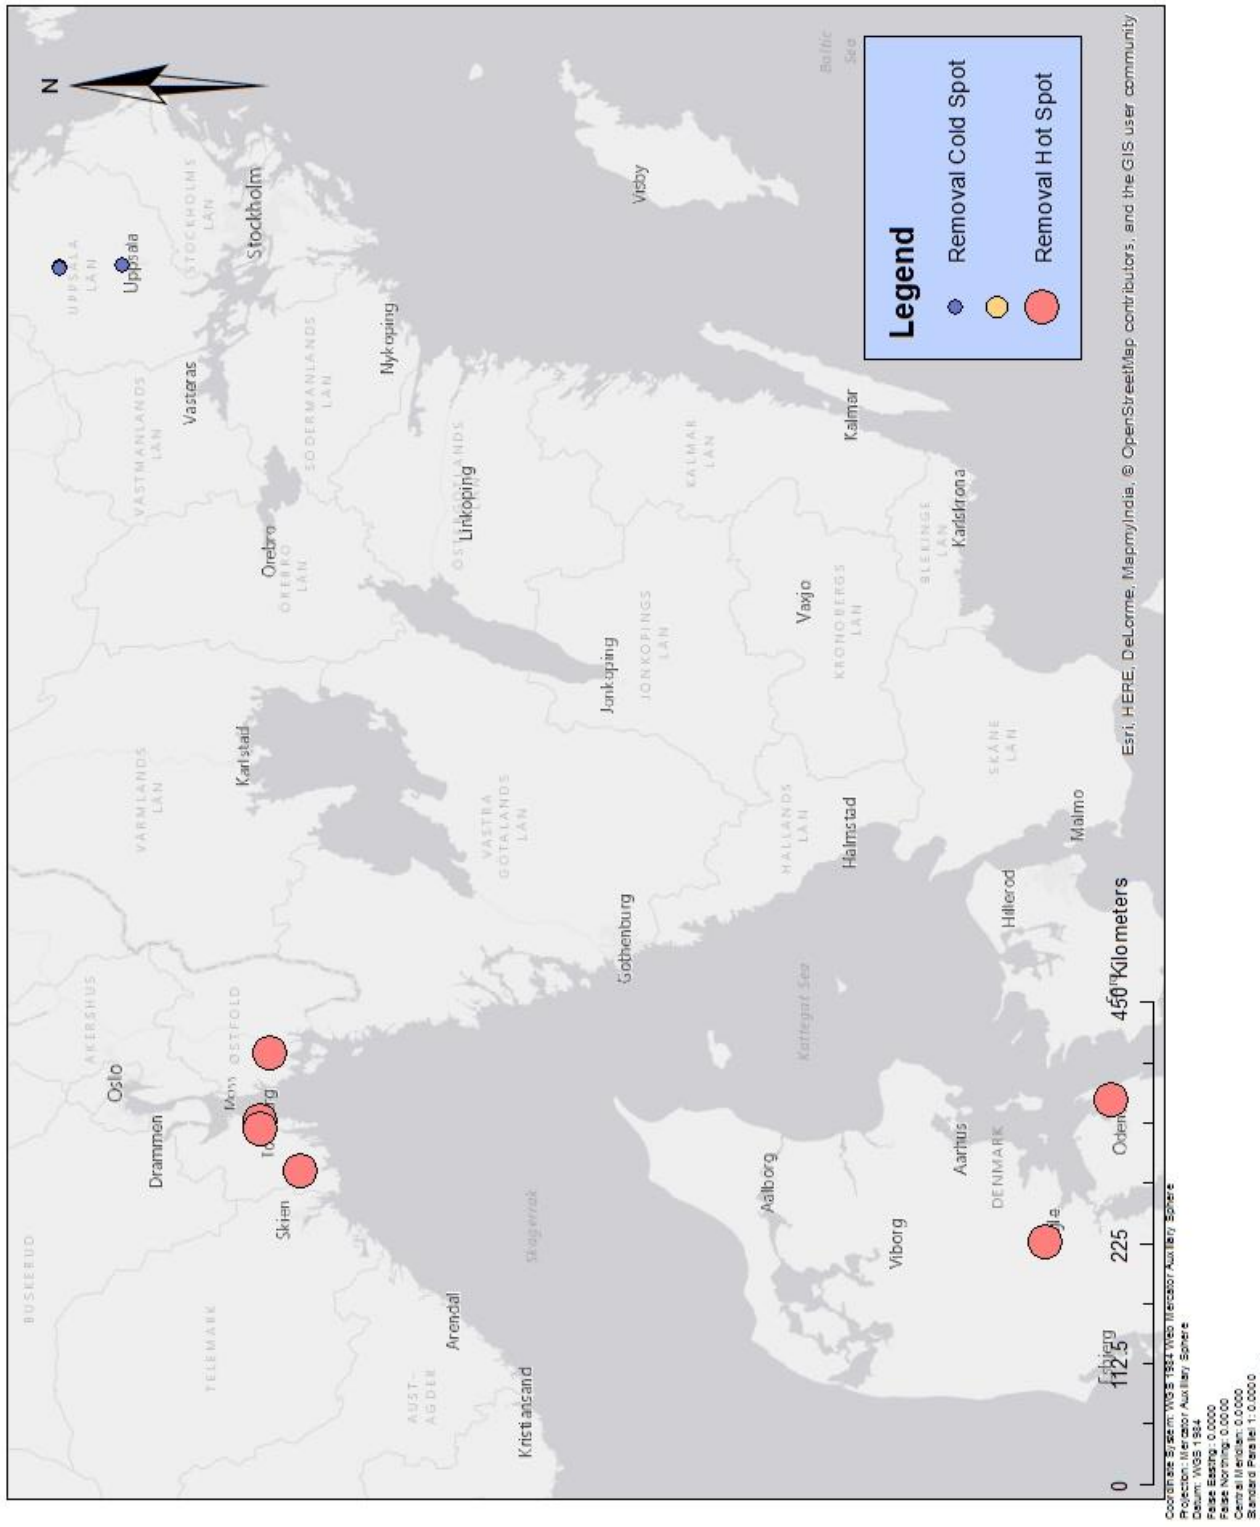 N
BUSKERUD
TELEMARK
AUST-
AGDER
AKERSHUS
Oslo
Drammen
Moss
ØSTFOLD
Skien
Arendal
Kristiansand
Skagerrak
VARMLANDS
LAN
Karlstad
VASTRA
GOTALANDS
LAN
Gothenburg
VASTMANLANDS
LAN
Vasteras
Orebro
OREBRO
LAN
UPPSALA
LAN
Uppsala
STOCKHOLMS
LAN
Stockholm
SODERMANLANDS
LAN
Nykoping
Linkoping
Jonkoping
JONKOPINGS
LAN
KALMAR
LAN
Kalmar
Visby
Baltic
Sea
Vaxjo
KRONOBERGS
LAN
BLEKINGE
LAN
Karlskrona
HALLANDS
LAN
Halmstad
SKANE
LAN
Malmo
Hillerod
Kattegat Sea
Aalborg
Viborg
Aarhus
DENMARK
Esbjerg
Legend
Removal Cold Spot
Removal Hot Spot
0 112.5 225 450 Kilometers
Esri, HERE, DeLorme, MapmyIndia, © OpenStreetMap contributors, and the GIS user community
Coordinate System: WGS 1984 Web Mercator Auxiliary Sphere
Projection: Mercator Auxiliary Sphere
Datum: WGS 1984
False Easting: 0.0000
False Northing: 0.0000
Central Meridian: 0.0000
Standard Parallel 1: 0.0000